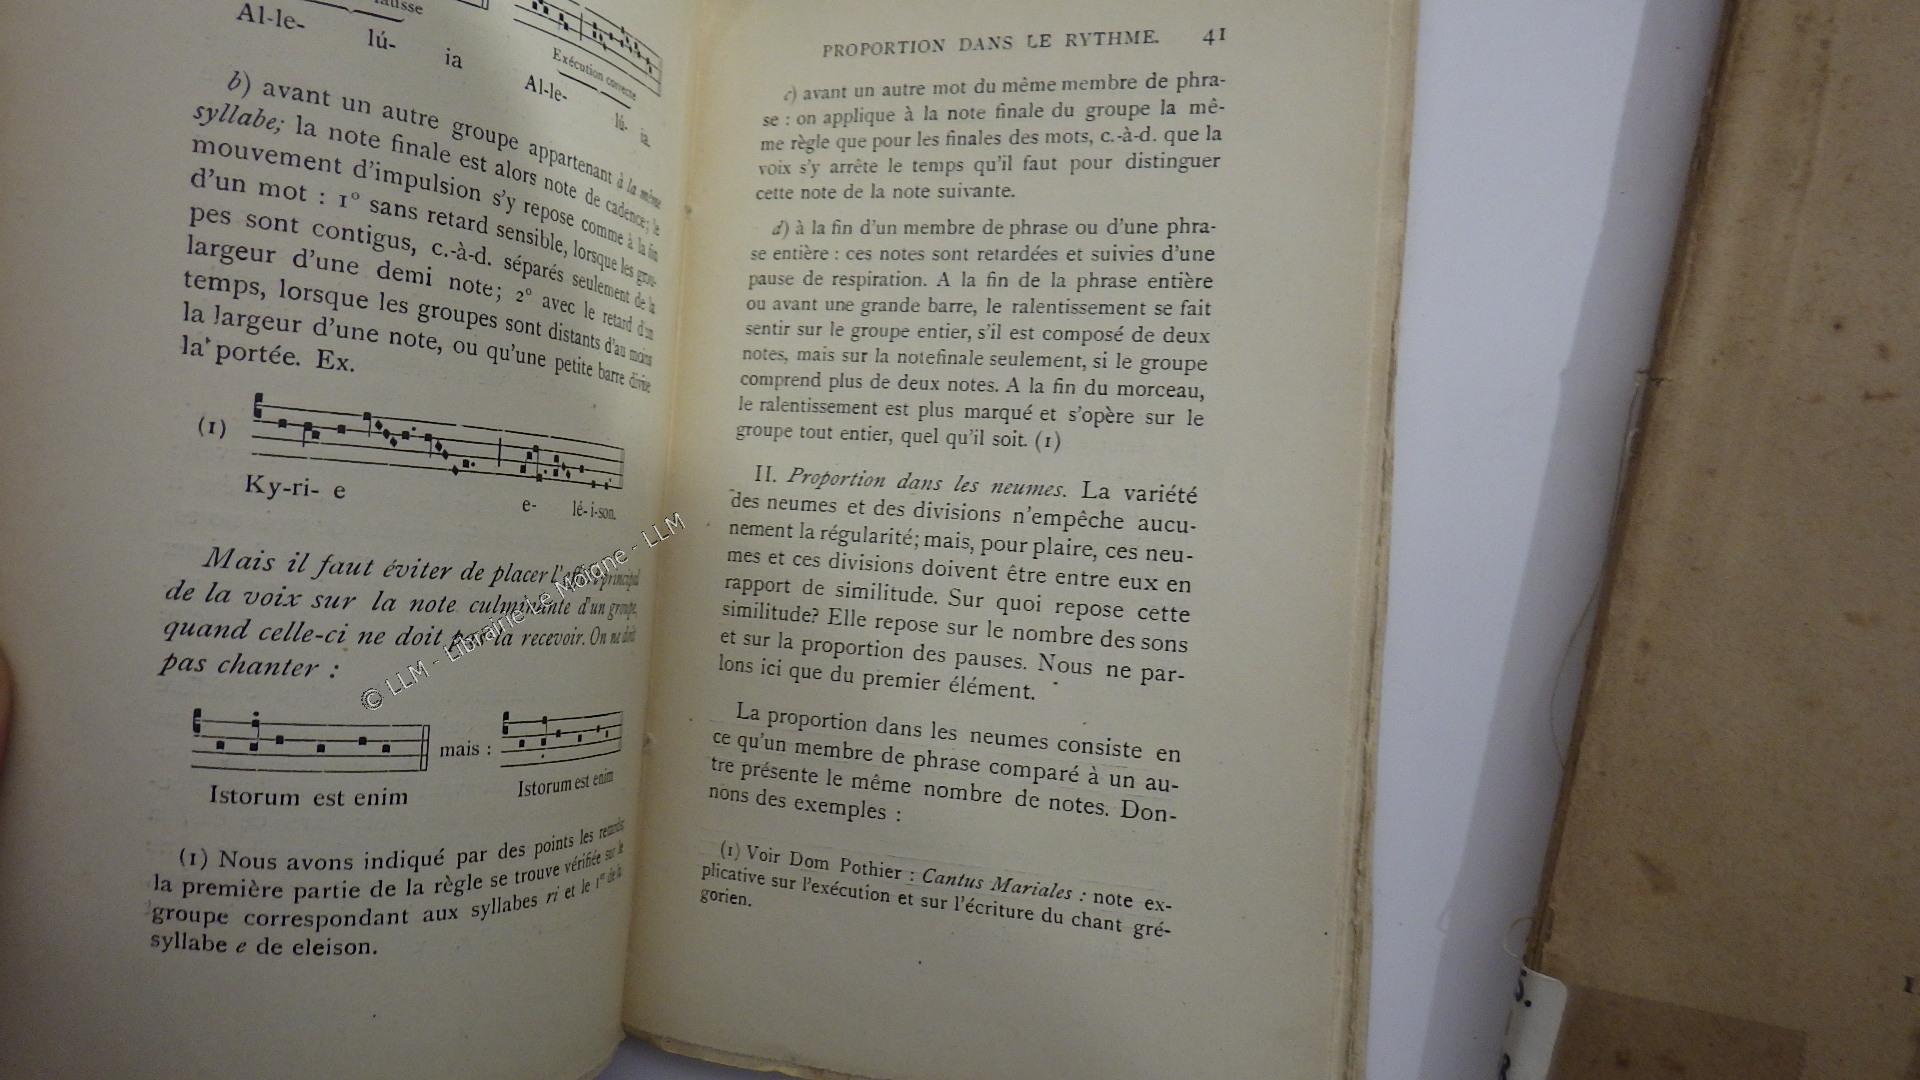 Al-le- lú- ia
Exécution correcte
Al-le- lú- ia.
b) avant un autre groupe appartenant à la même
syllabe; la note finale est alors note de cadence; le
mouvement d'impulsion s'y repose comme à la fin
d'un mot : 1° sans retard sensible, lorsque les grou-
pes sont contigus, c.-à-d. séparés seulement de la
largeur d'une demi note; 2° avec le retard d'un
temps, lorsque les groupes sont distants d'au moins
la largeur d'une note, ou qu'une petite barre divise
la portée. Ex.
(1)
Ky-ri- e e- lé-i-son.
Mais il faut éviter de placer l'effort principal
de la voix sur la note culminante d'un groupe,
quand celle-ci ne doit pas la recevoir. On ne doit
pas chanter :
mais :
Istorum est enim Istorum est enim
(1) Nous avons indiqué par des points les retards:
la première partie de la règle se trouve vérifiée sur le
groupe correspondant aux syllabes ri et le 1er de la
syllabe e de eleison.
PROPORTION DANS LE RYTHME. 41
c) avant un autre mot du même membre de phra-
se : on applique à la note finale du groupe la mê-
me règle que pour les finales des mots, c.-à-d. que la
voix s'y arrête le temps qu'il faut pour distinguer
cette note de la note suivante.
d) à la fin d'un membre de phrase ou d'une phra-
se entière : ces notes sont retardées et suivies d'une
pause de respiration. A la fin de la phrase entière
ou avant une grande barre, le ralentissement se fait
sentir sur le groupe entier, s'il est composé de deux
notes, mais sur la notefinale seulement, si le groupe
comprend plus de deux notes. A la fin du morceau,
le ralentissement est plus marqué et s'opère sur le
groupe tout entier, quel qu'il soit. (1)
II. Proportion dans les neumes. La variété
des neumes et des divisions n'empêche aucu-
nement la régularité; mais, pour plaire, ces neu-
mes et ces divisions doivent être entre eux en
rapport de similitude. Sur quoi repose cette
similitude? Elle repose sur le nombre des sons
et sur la proportion des pauses. Nous ne par-
lons ici que du premier élément.
La proportion dans les neumes consiste en
ce qu'un membre de phrase comparé à un au-
tre présente le même nombre de notes. Don-
nons des exemples :
(1) Voir Dom Pothier : Cantus Mariales : note ex-
plicative sur l'exécution et sur l'écriture du chant gré-
gorien.
© LLM - Librairie Le Moigne - LLM